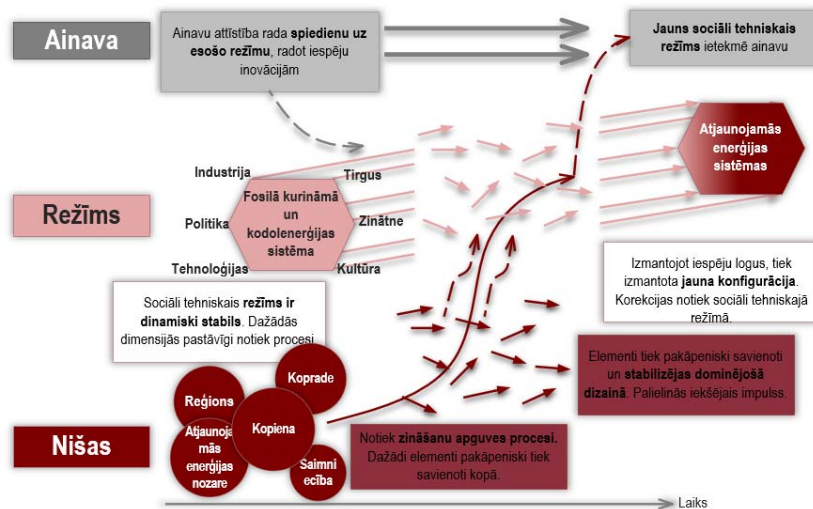 Ainava
Ainavu attīstība rada spiedienu uz
esošo režīmu, radot iespēju
inovācijām
Jauns sociāli tehniskais
režīms ietekmē ainavu
Atjaunojamās
enerģijas
sistēmas
Industrija
Tirgus
Režīms
Politika
Fosilā kurināmā
un
kodolenerģijas
sistēma
Zinātne
Tehnoloģijas
Kultūra
Sociāli tehniskais režīms ir
dinamiski stabils. Dažādās
dimensijās pastāvīgi notiek procesi
Izmantojot iespēju logus, tiek
izmantota jauna konfigurācija.
Korekcijas notiek sociāli tehniskajā
režīmā.
Elementi tiek pakāpeniski savienoti
un stabilizējas dominējošā
dizainā. Palielinās iekšējais impulss.
Nišas
Koprade
Reģions
Kopiena
Atjaunoja
mās
enerģijas
nozare
Saimni
ecība
Notiek zināšanu apguves procesi.
Dažādi elementi pakāpeniski tiek
savienoti kopā.
Laiks